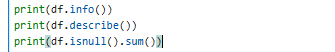 print(df.info())
print(df.describe())
print(df.isnull().sum())